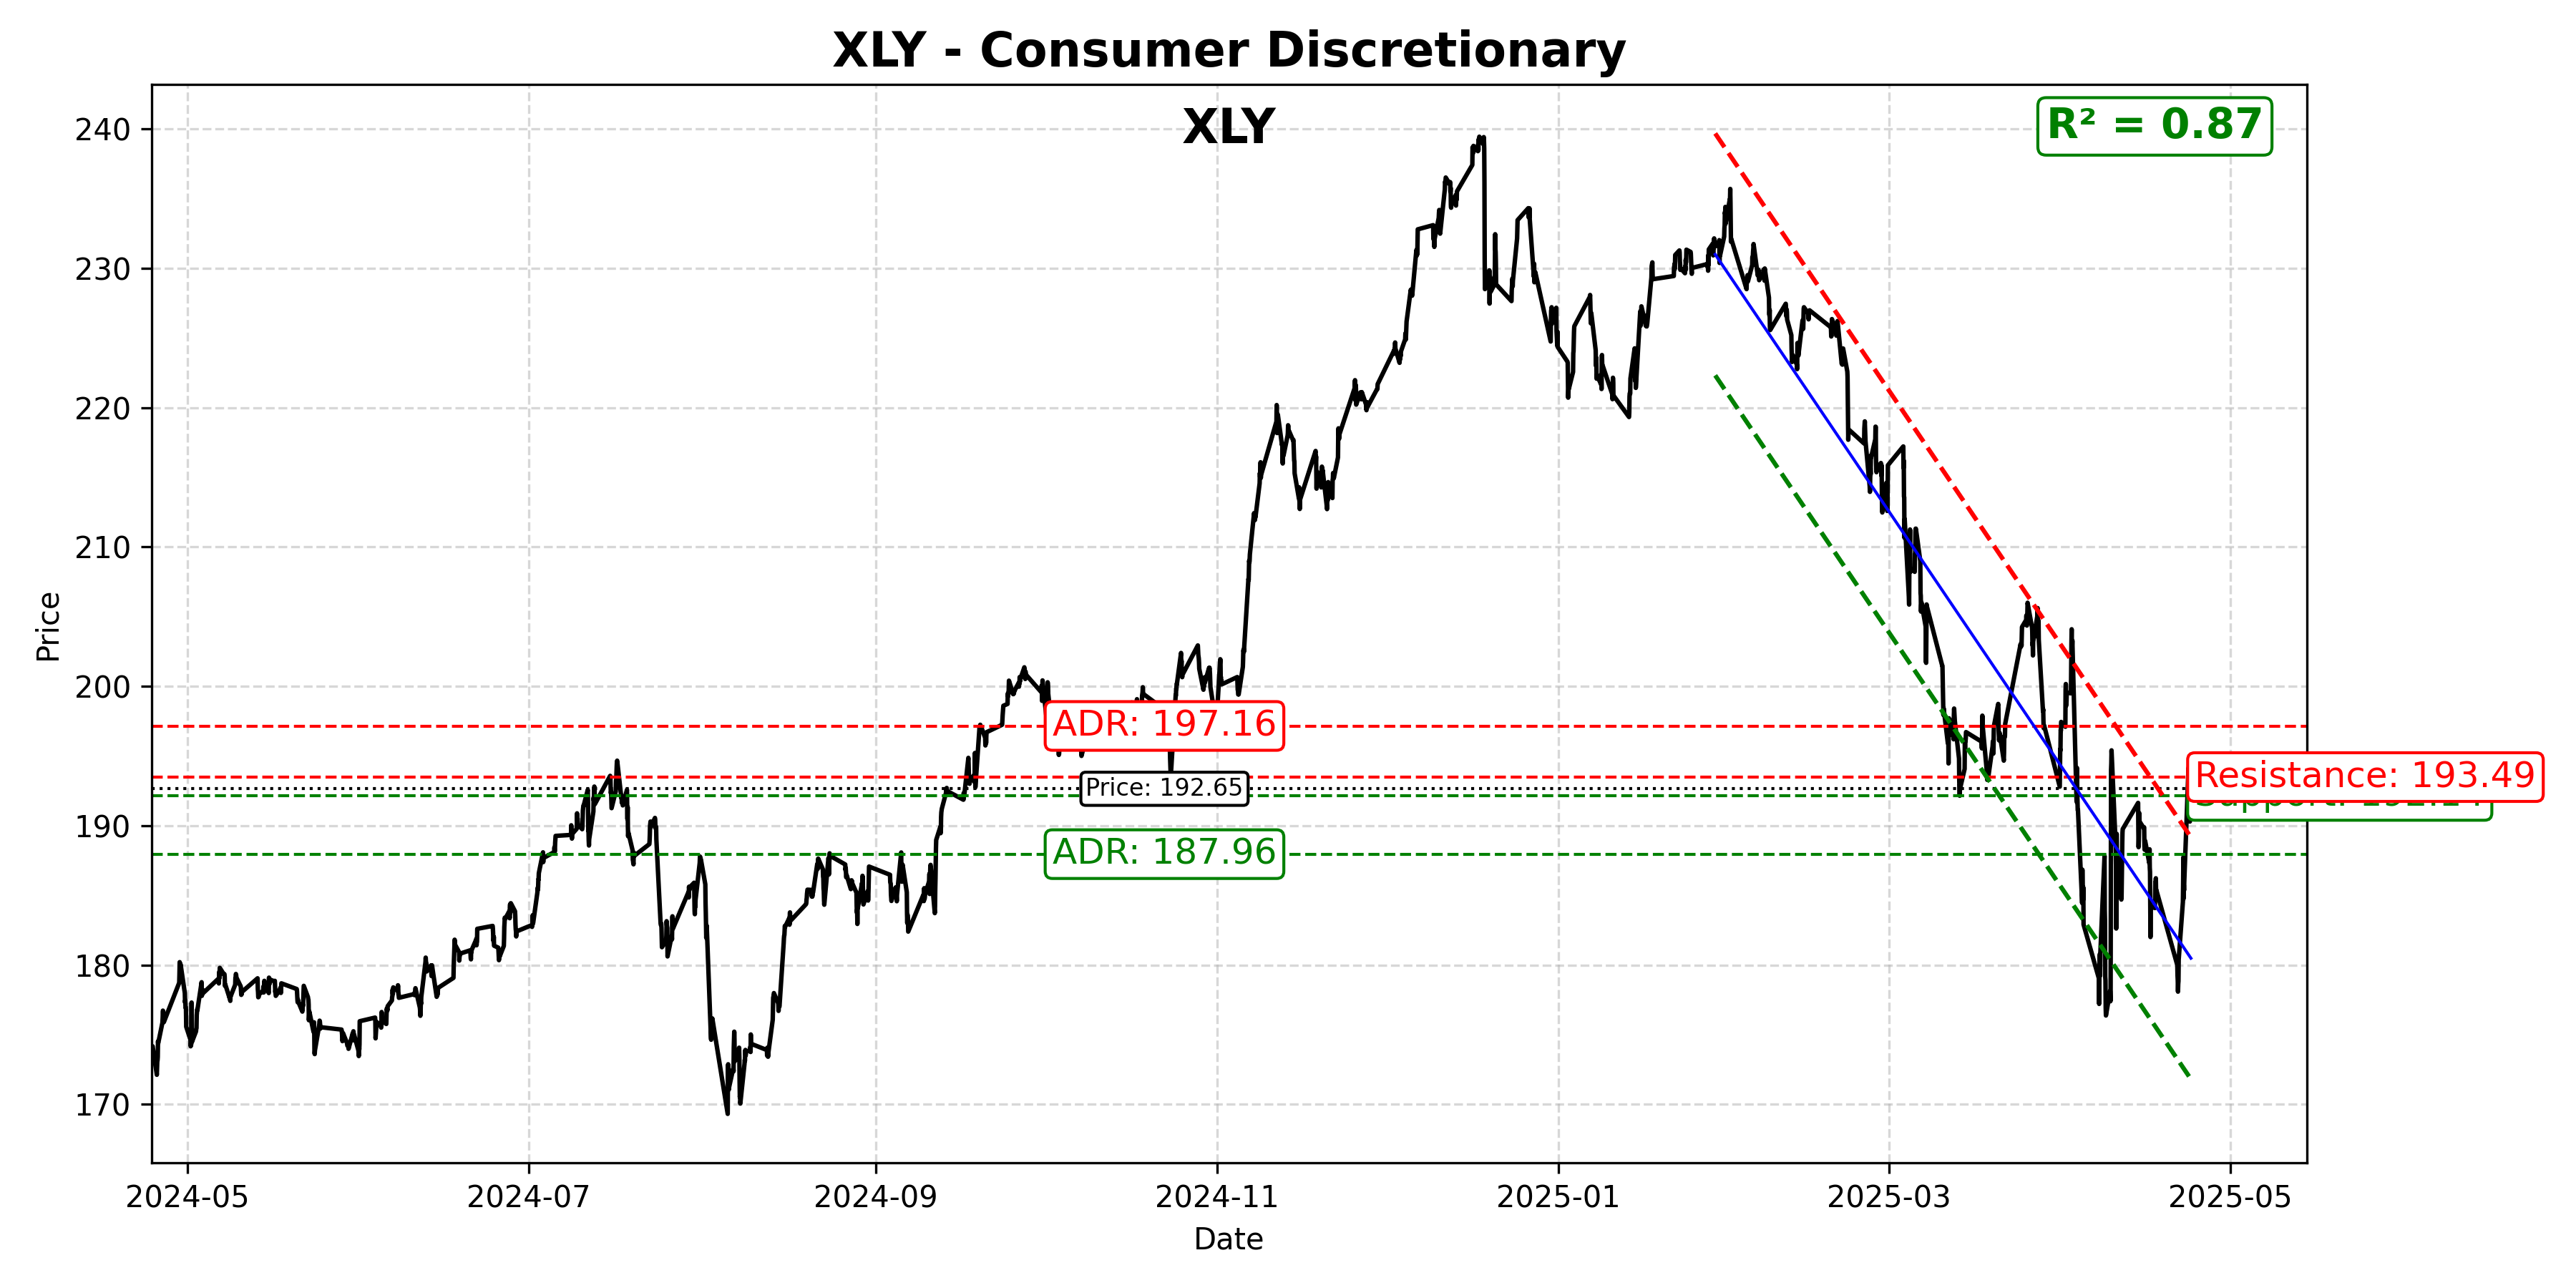 XLY - Consumer Discretionary
XLY
R² = 0.87
240
230
220
210
200
190
180
170
Price
ADR: 197.16
Resistance: 193.49
Price: 192.65
ADR: 187.96
2024-05
2024-07
2024-09
2024-11
2025-01
2025-03
2025-05
Date